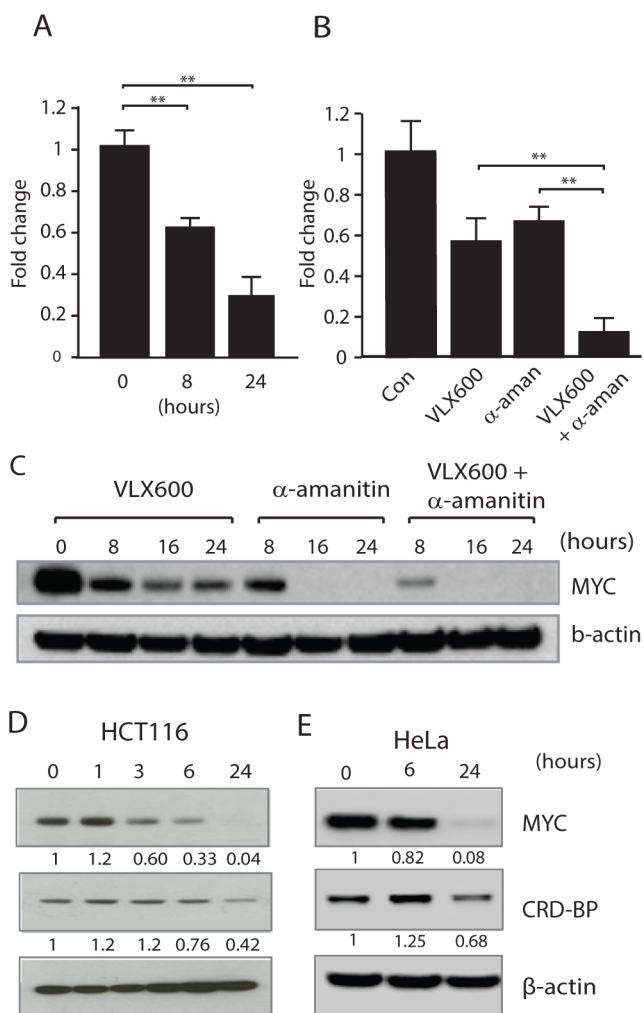 A
B
**
**
1.2
1
0.8
0.6
0.4
0.2
0
Fold change
0 8 24
(hours)
**
**
1.2
1
0.8
0.6
0.4
0.2
0
Fold change
Con
VLX600
α-aman
VLX600
+ α-aman
C
VLX600
α-amanitin
VLX600 +
α-amanitin
0 8 16 24 8 16 24 8 16 24 (hours)
MYC
b-actin
D
HCT116
0 1 3 6 24
1 1.2 0.60 0.33 0.04
1 1.2 1.2 0.76 0.42
E
HeLa
0 6 24 (hours)
MYC
1 0.82 0.08
CRD-BP
1 1.25 0.68
β-actin